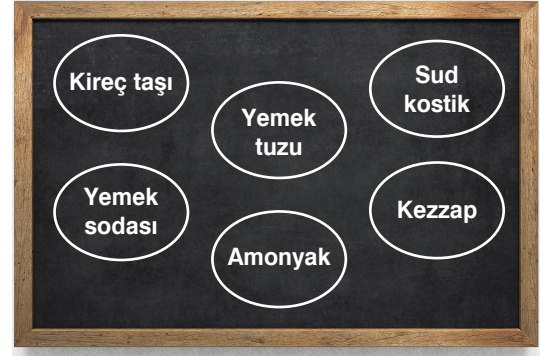 Kireç taşı
Yemek
tuzu
Sud
kostik
Yemek
sodası
Amonyak
Kezzap